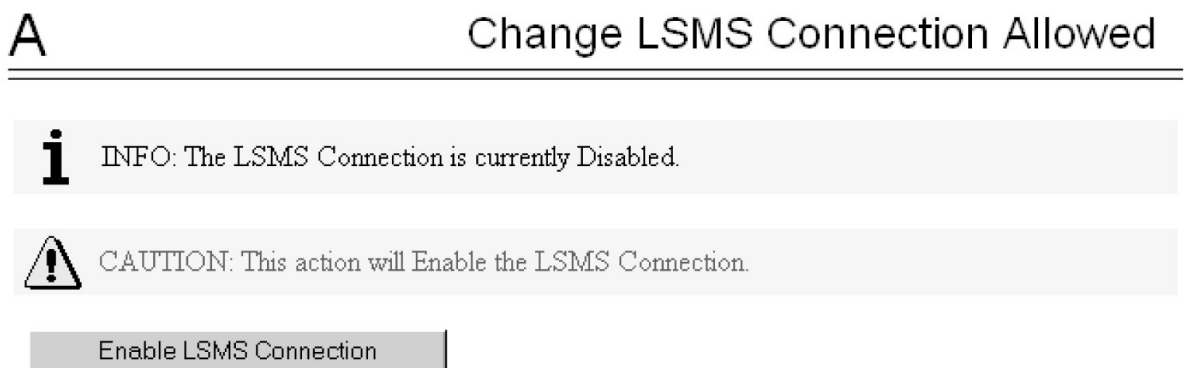 A
Change LSMS Connection Allowed
INFO: The LSMS Connection is currently Disabled.
CAUTION: This action will Enable the LSMS Connection.
Enable LSMS Connection